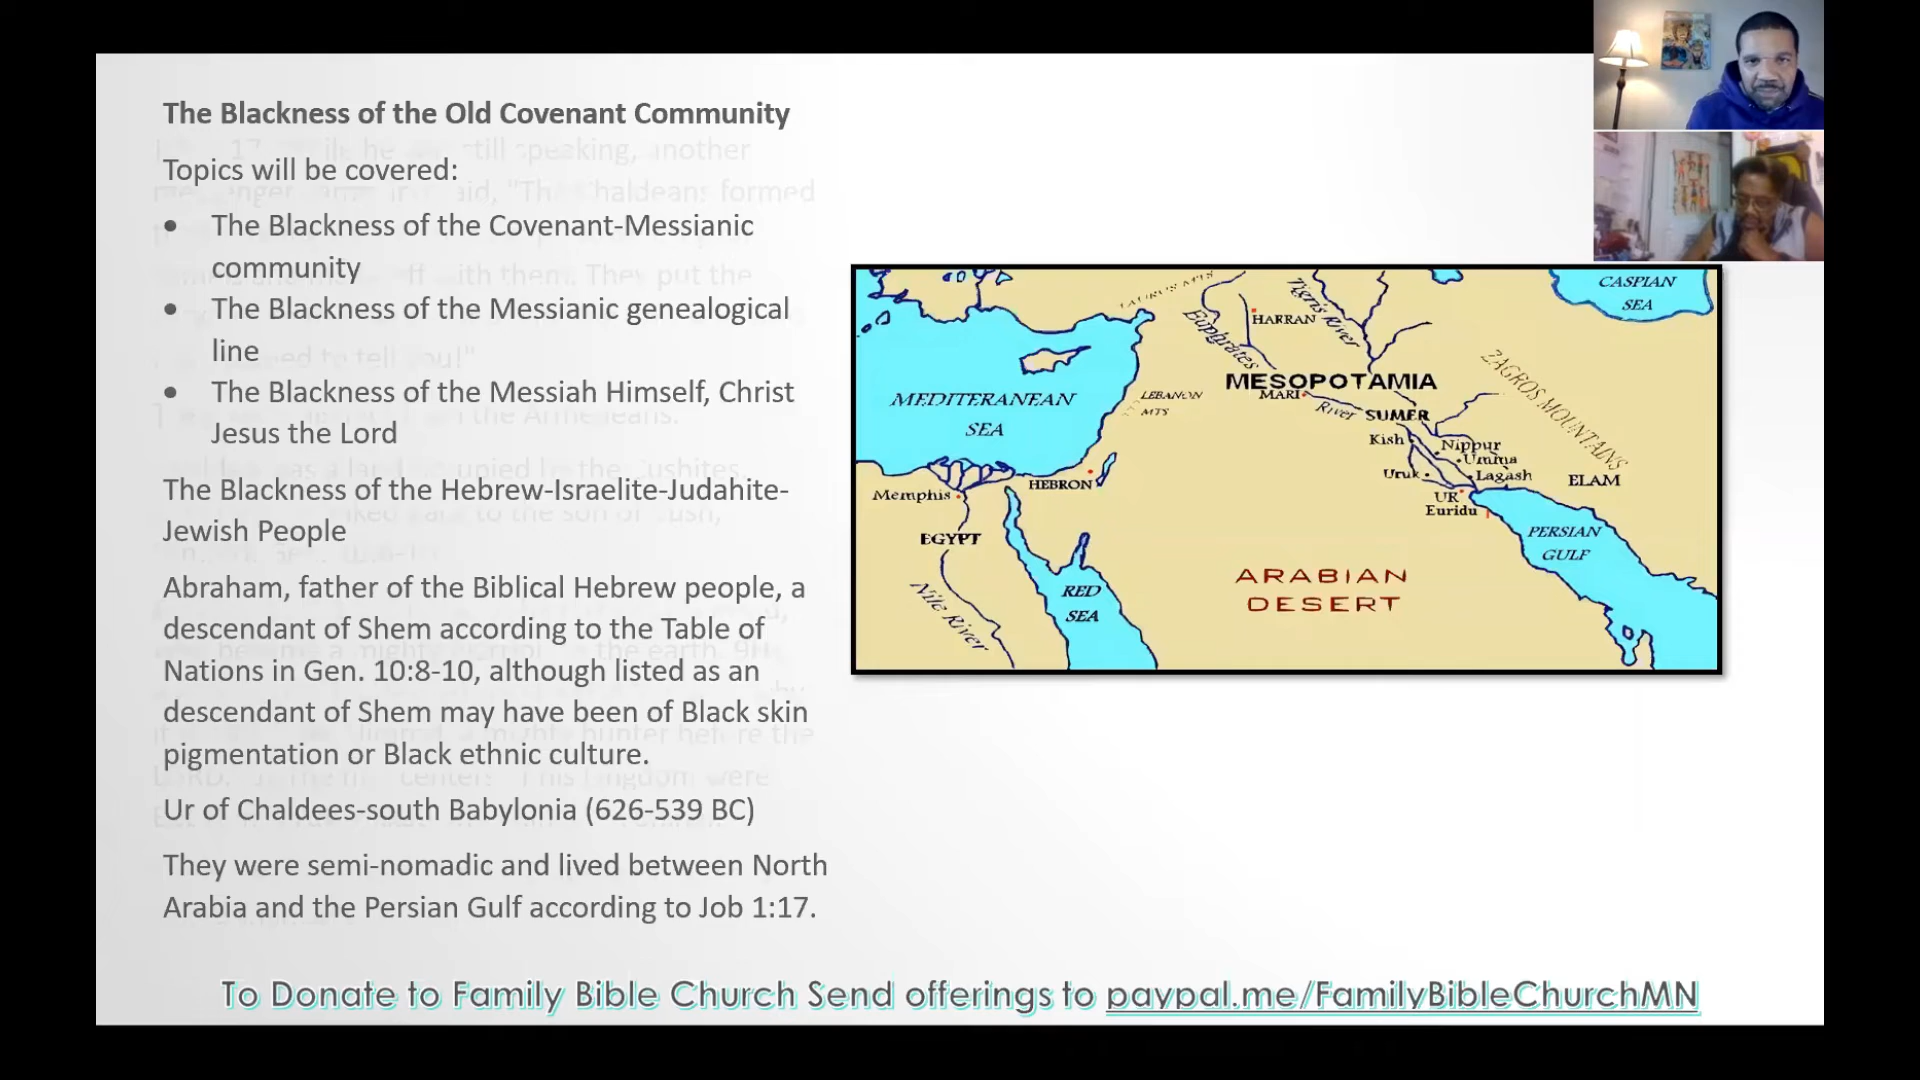 The Blackness of the Old Covenant Community
Topics will be covered:
• The Blackness of the Covenant-Messianic
community
• The Blackness of the Messianic genealogical
line
• The Blackness of the Messiah Himself, Christ
Jesus the Lord
The Blackness of the Hebrew-Israelite-Judahite-
Jewish People
Abraham, father of the Biblical Hebrew people, a
descendant of Shem according to the Table of
Nations in Gen. 10:8-10, although listed as an
descendant of Shem may have been of Black skin
pigmentation or Black ethnic culture.
Ur of Chaldees-south Babylonia (626-539 BC)
They were semi-nomadic and lived between North
Arabia and the Persian Gulf according to Job 1:17.
CASPIAN
SEA
TAURUS MTS
HARRAN
Tigris River
Euphrates
ZAGROS MOUNTAINS
MESOPOTAMIA
MEDITERANEAN
SEA
LEBANON
MTS
MARI
River
SUMER
Kish
Nippur
Umma
Uruk
Lagash
ELAM
Memphis
HEBRON
UR
Euridu
EGYPT
PERSIAN
GULF
ARABIAN
DESERT
Nile River
RED
SEA
To Donate to Family Bible Church Send offerings to paypal.me/FamilyBibleChurchMN